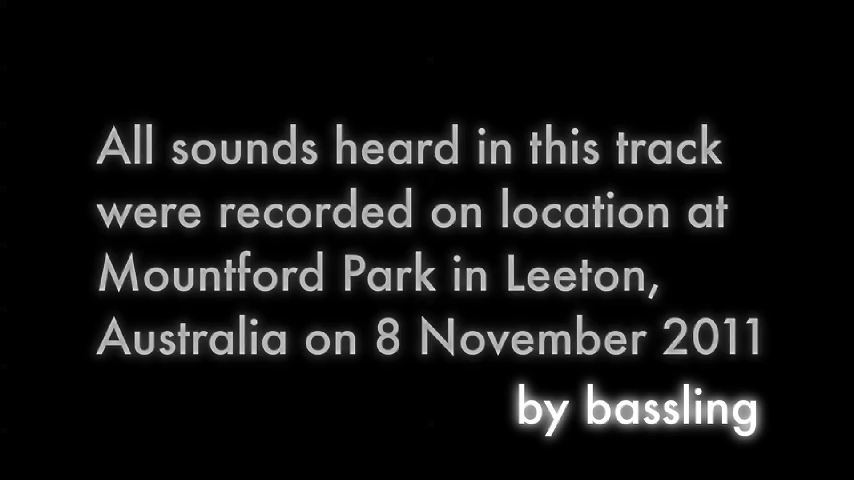 All sounds heard in this track
were recorded on location at
Mountford Park in Leeton,
Australia on 8 November 2011
by bassling